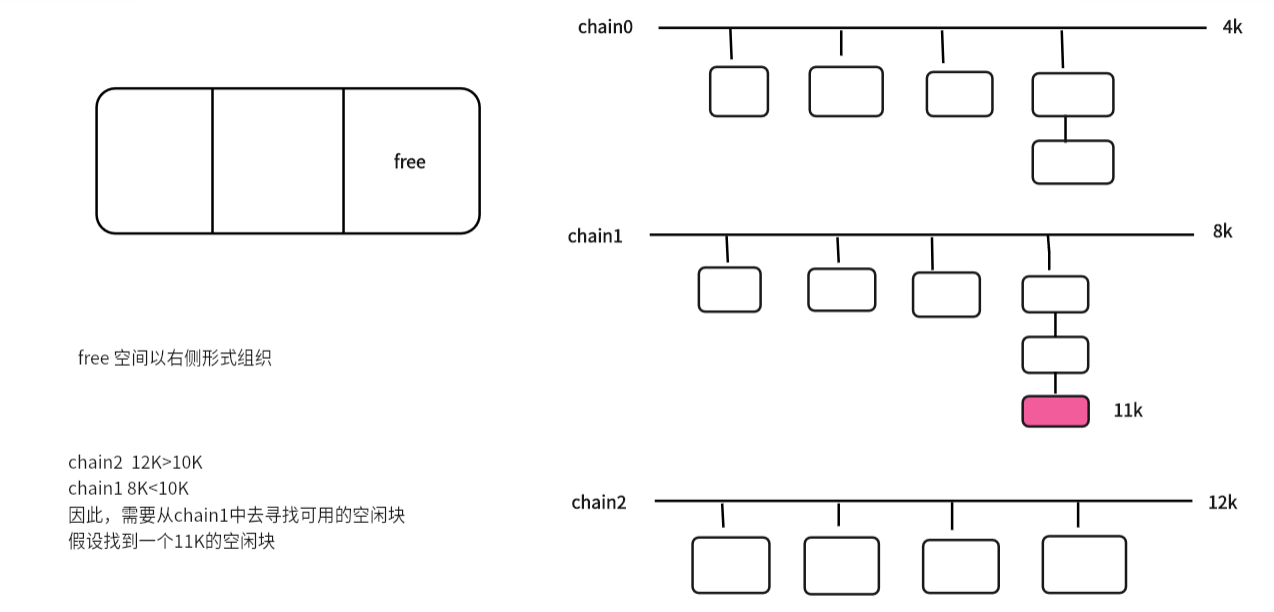 free
free 空间以右侧形式组织
chain2  12K>10K
chain1 8K<10K
因此，需要从chain1中去寻找可用的空闲块
假设找到一个11K的空闲块
chain0
4k
chain1
8k
11k
chain2
12k